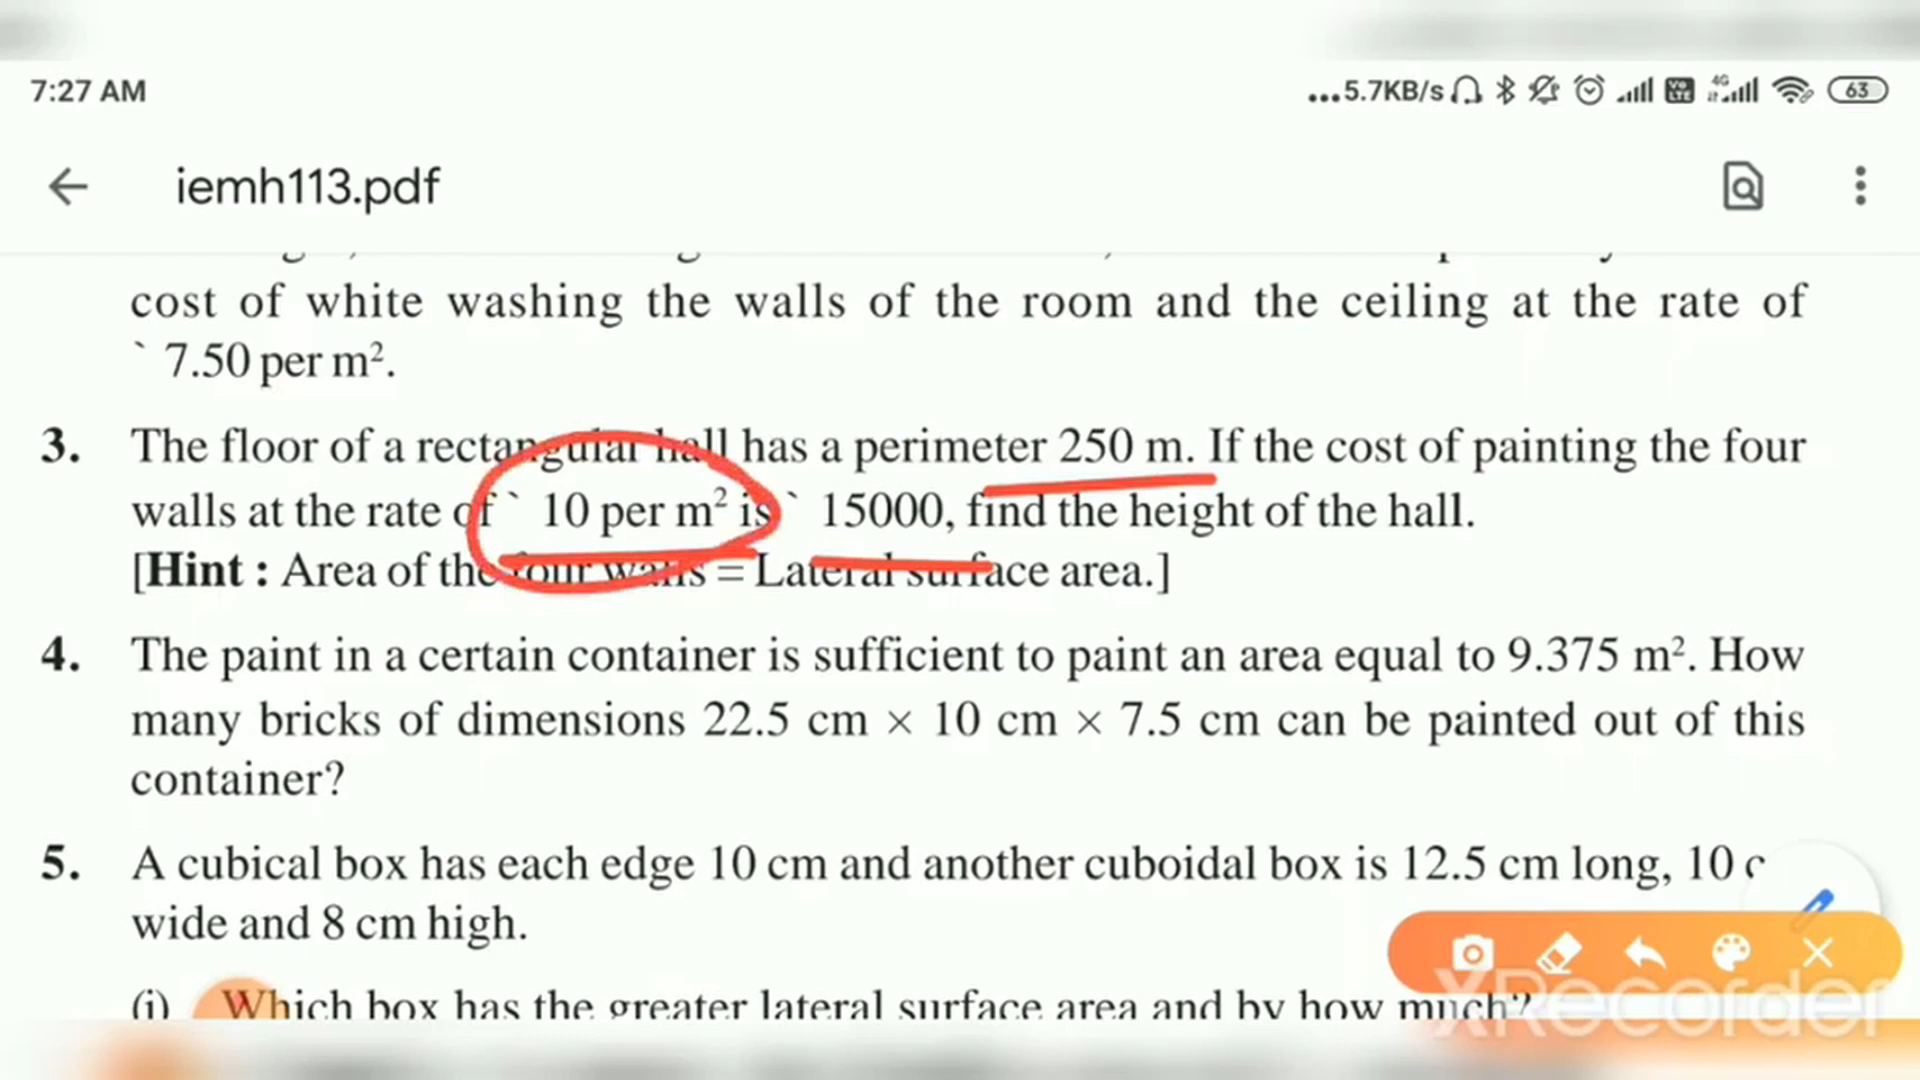 7:27 AM
...5.7KB/s 4G 63
iemh113.pdf
cost of white washing the walls of the room and the ceiling at the rate of
` 7.50 per m².
3. The floor of a rectangular hall has a perimeter 250 m. If the cost of painting the four
walls at the rate of ` 10 per m² is ` 15000, find the height of the hall.
[Hint : Area of the four walls = Lateral surface area.]
4. The paint in a certain container is sufficient to paint an area equal to 9.375 m². How
many bricks of dimensions 22.5 cm × 10 cm × 7.5 cm can be painted out of this
container?
5. A cubical box has each edge 10 cm and another cuboidal box is 12.5 cm long, 10 c
wide and 8 cm high.
(i) Which box has the greater lateral surface area and by how much?
XRecorder